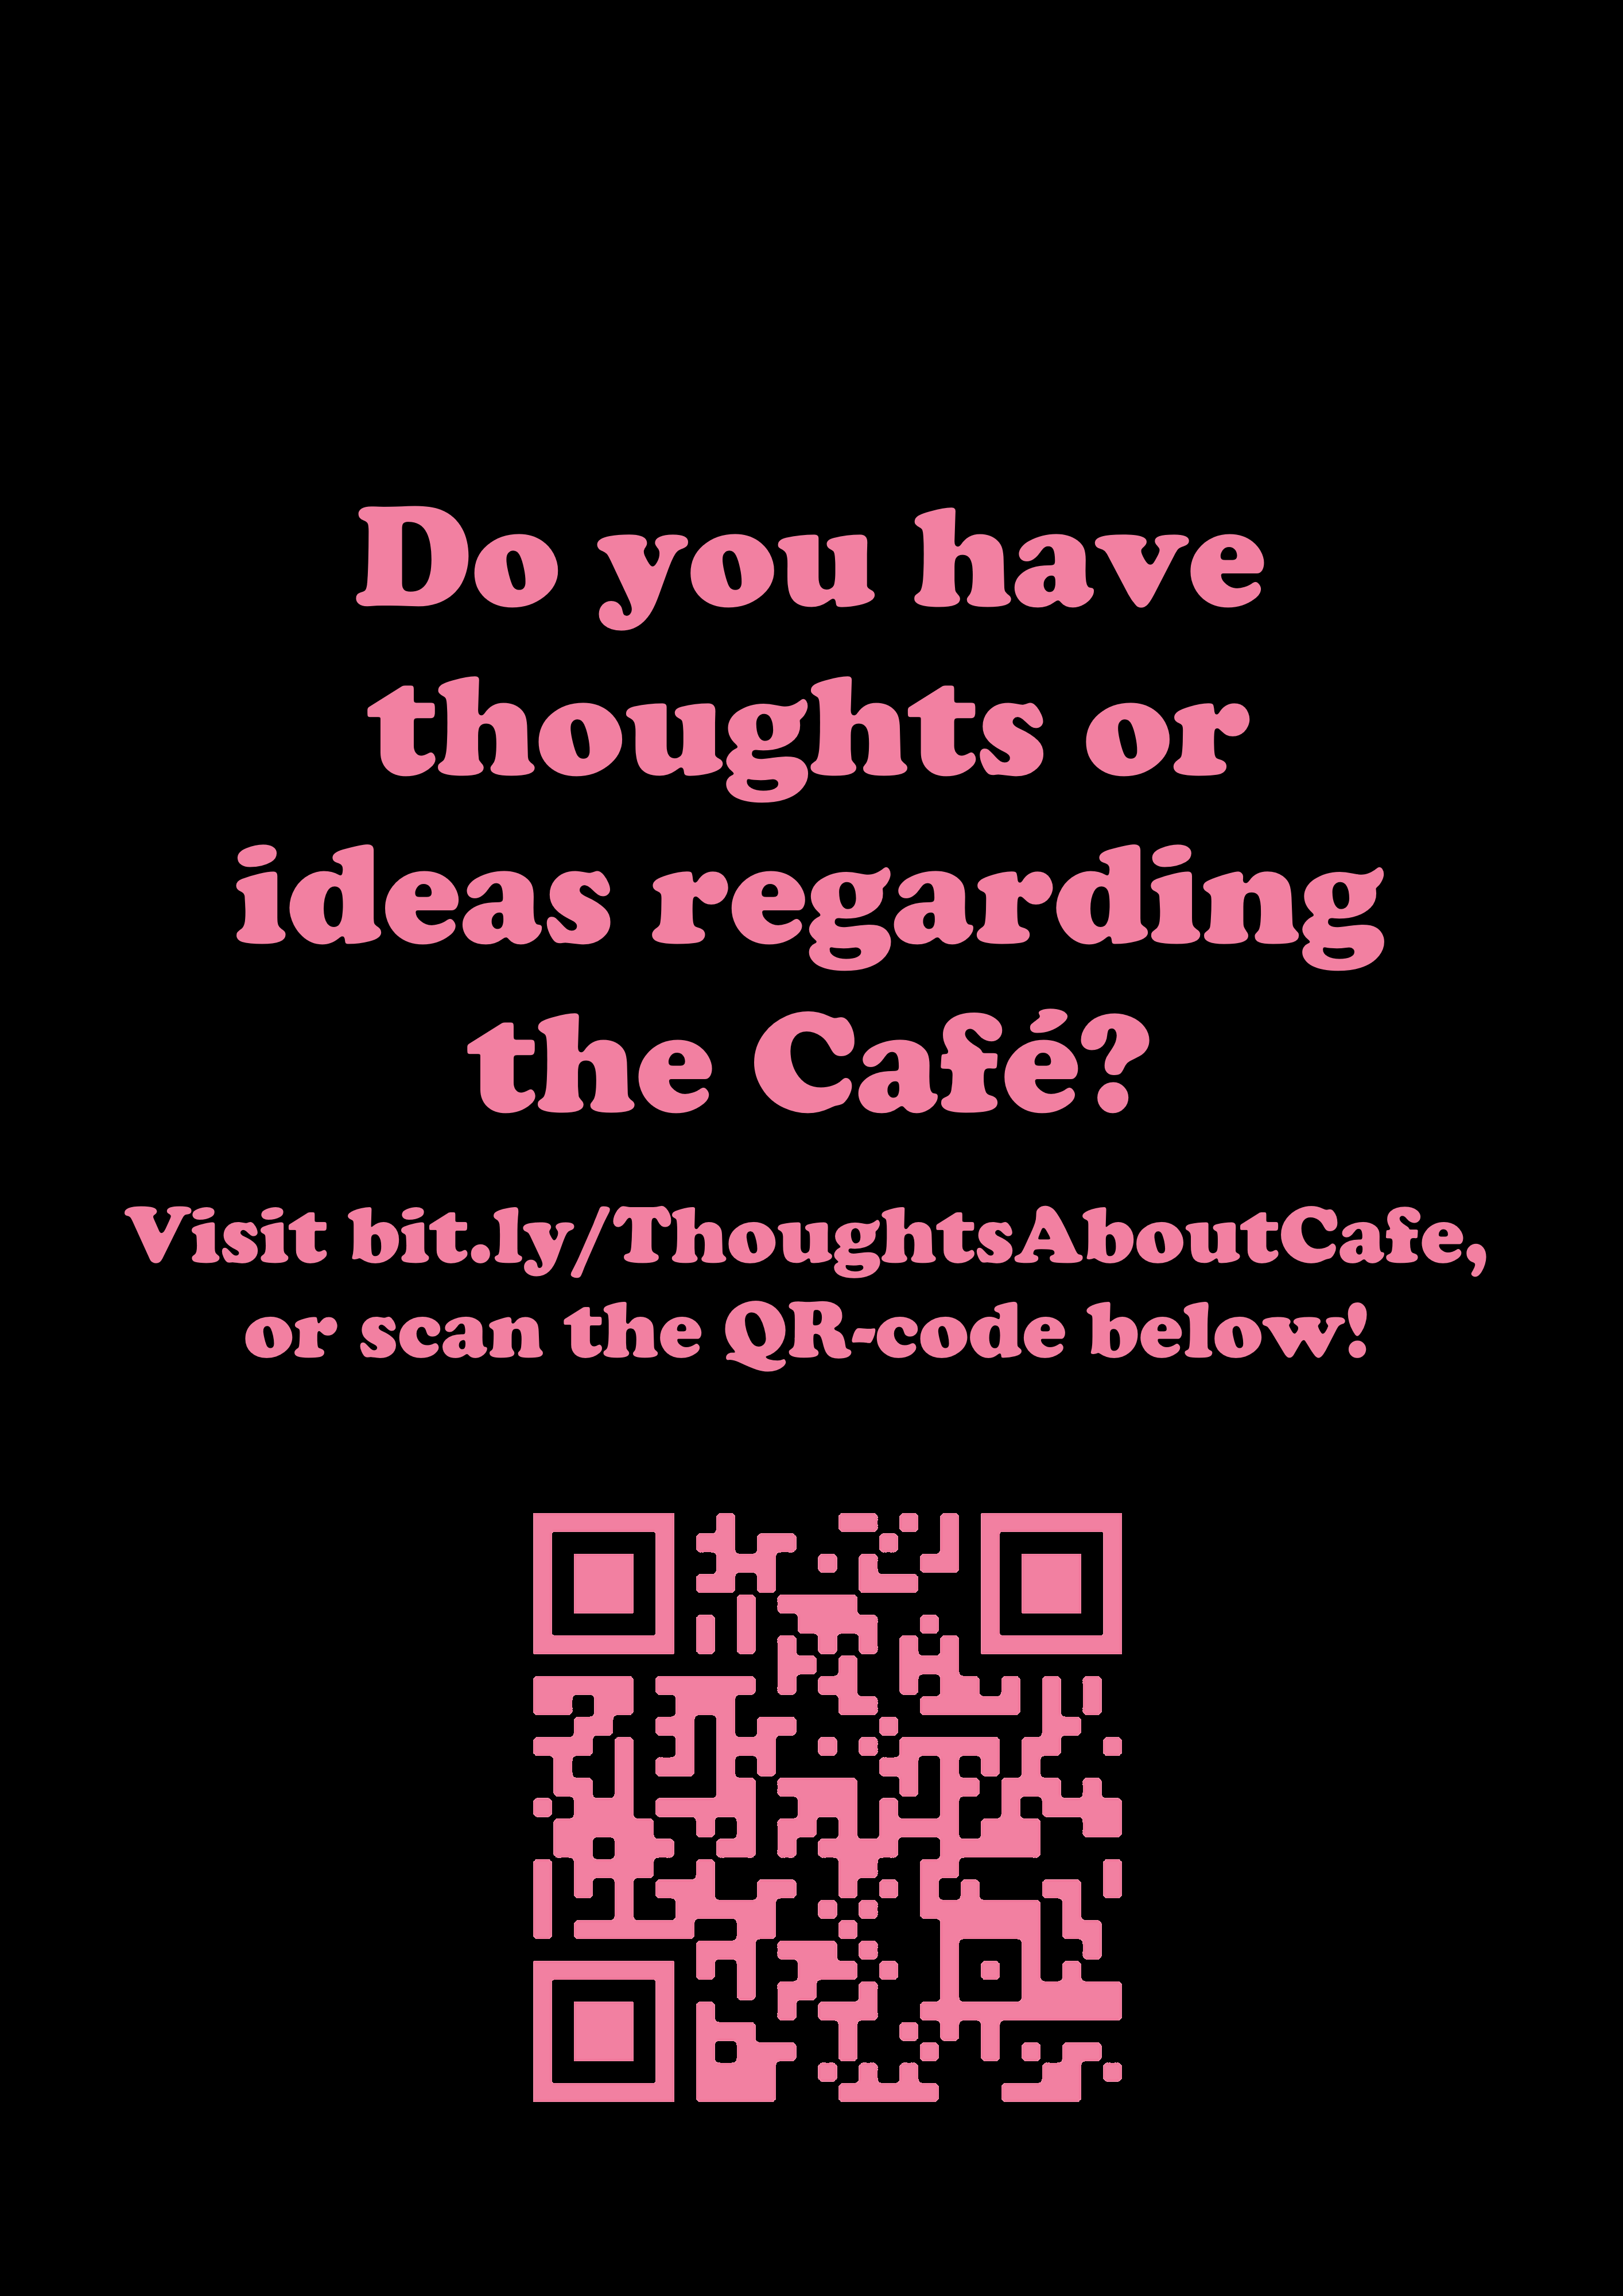 Do you have
thoughts or
ideas regarding
the Café?
Visit bit.ly/ThoughtsAboutCafe,
or scan the QR-code below!